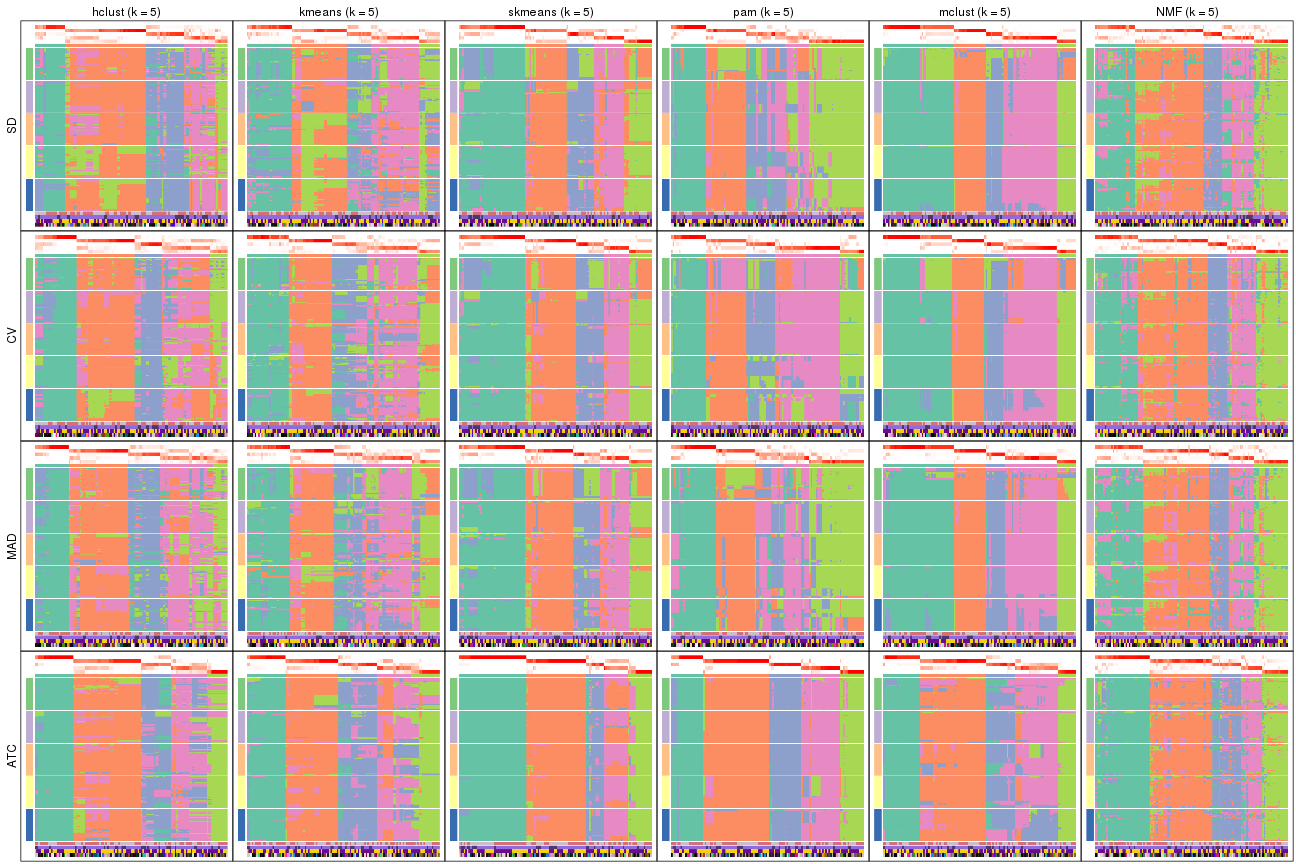 hclust (k = 5) kmeans (k = 5) skmeans (k = 5) pam (k = 5) mclust (k = 5) NMF (k = 5)
SD
CV
MAD
ATC